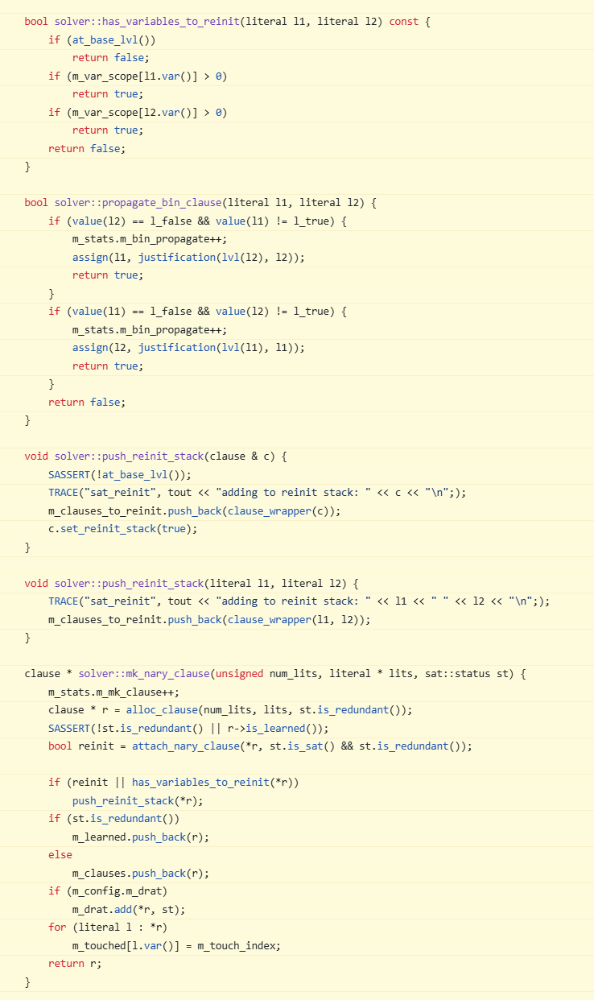 bool solver::has_variables_to_reinit(literal l1, literal l2) const {
    if (at_base_lvl())
        return false;
    if (m_var_scope[l1.var()] > 0)
        return true;
    if (m_var_scope[l2.var()] > 0)
        return true;
    return false;
}

bool solver::propagate_bin_clause(literal l1, literal l2) {
    if (value(l2) == l_false && value(l1) != l_true) {
        m_stats.m_bin_propagate++;
        assign(l1, justification(lvl(l2), l2));
        return true;
    }
    if (value(l1) == l_false && value(l2) != l_true) {
        m_stats.m_bin_propagate++;
        assign(l2, justification(lvl(l1), l1));
        return true;
    }
    return false;
}

void solver::push_reinit_stack(clause & c) {
    SASSERT(!at_base_lvl());
    TRACE("sat_reinit", tout << "adding to reinit stack: " << c << "\n";);
    m_clauses_to_reinit.push_back(clause_wrapper(c));
    c.set_reinit_stack(true);
}

void solver::push_reinit_stack(literal l1, literal l2) {
    TRACE("sat_reinit", tout << "adding to reinit stack: " << l1 << " " << l2 << "\n";);
    m_clauses_to_reinit.push_back(clause_wrapper(l1, l2));
}

clause * solver::mk_nary_clause(unsigned num_lits, literal * lits, sat::status st) {
    m_stats.m_mk_clause++;
    clause * r = alloc_clause(num_lits, lits, st.is_redundant());
    SASSERT(!st.is_redundant() || r->is_learned());
    bool reinit = attach_nary_clause(*r, st.is_sat() && st.is_redundant());

    if (reinit || has_variables_to_reinit(*r))
        push_reinit_stack(*r);
    if (st.is_redundant())
        m_learned.push_back(r);
    else
        m_clauses.push_back(r);
    if (m_config.m_drat)
        m_drat.add(*r, st);
    for (literal l : *r)
        m_touched[l.var()] = m_touch_index;
    return r;
}